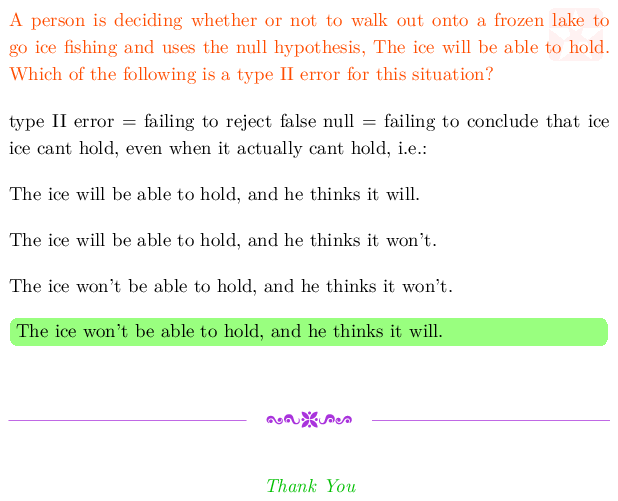 A person is deciding whether or not to walk out onto a frozen lake to
go ice fishing and uses the null hypothesis, The ice will be able to hold.
Which of the following is a type II error for this situation?
type II error = failing to reject false null = failing to conclude that ice
ice cant hold, even when it actually cant hold, i.e.:
The ice will be able to hold, and he thinks it will.
The ice will be able to hold, and he thinks it won't.
The ice won't be able to hold, and he thinks it won't.
The ice won't be able to hold, and he thinks it will.
Thank You